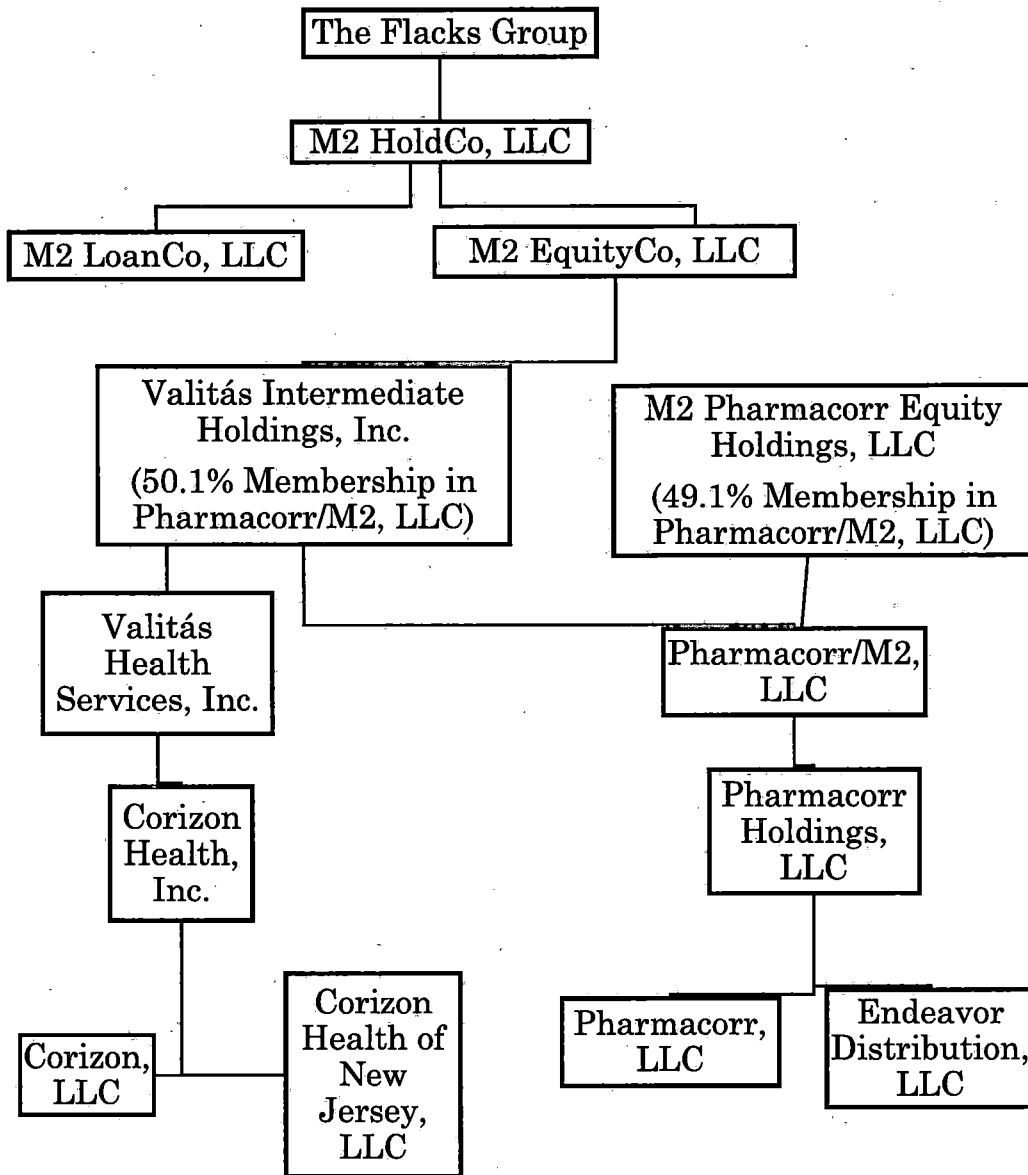 The Flacks Group
M2 HoldCo, LLC
M2 LoanCo, LLC
M2 EquityCo, LLC
Valitás Intermediate
Holdings, Inc.
(50.1% Membership in
Pharmacorr/M2, LLC)
M2 Pharmacorr Equity
Holdings, LLC
(49.1% Membership in
Pharmacorr/M2, LLC)
Valitás
Health
Services, Inc.
Pharmacorr/M2,
LLC
Corizon
Health,
Inc.
Pharmacorr
Holdings,
LLC
Corizon,
LLC
Corizon
Health of
New
Jersey,
LLC
Pharmacorr,
LLC
Endeavor
Distribution,
LLC